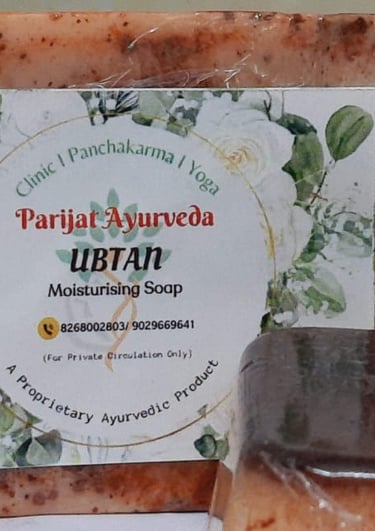 Clinic | Panchakarma | Yoga
Parijat Ayurveda
UBTAN
Moisturising Soap
8268002803/ 9029669641
(For Private Circulation Only)
A Proprietary Ayurvedic Product